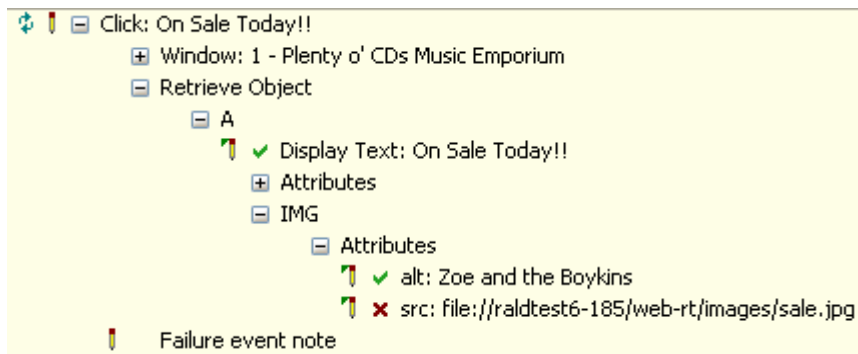 Click: On Sale Today!!
Window: 1 - Plenty o' CDs Music Emporium
Retrieve Object
A
Display Text: On Sale Today!!
Attributes
IMG
Attributes
alt: Zoe and the Boykins
src: file://raldtest6-185/web-rt/images/sale.jpg
Failure event note